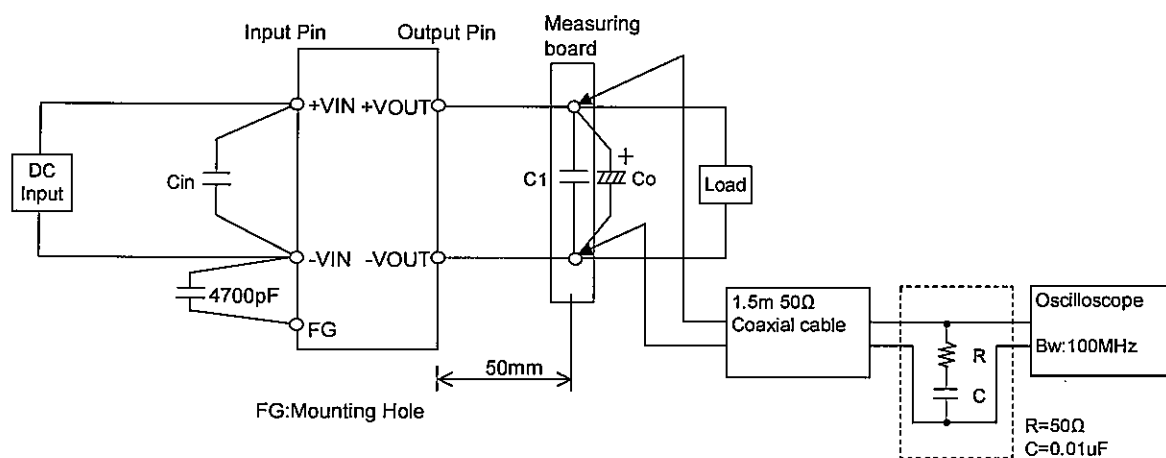 Input Pin
Output Pin
Measuring
board
+VIN
+VOUT
DC
Input
Cin
C1
+
Co
Load
-VIN
-VOUT
4700pF
FG
1.5m 50Ω
Coaxial cable
Oscilloscope
Bw:100MHz
R
C
50mm
FG:Mounting Hole
R=50Ω
C=0.01uF